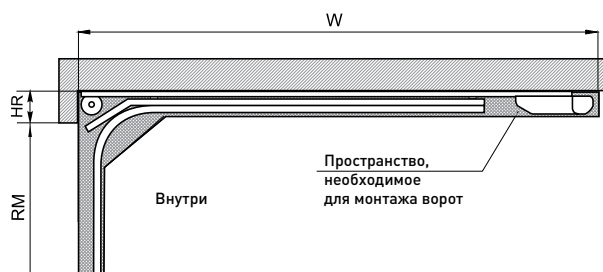 W
HR
RM
Пространство,
необходимое
для монтажа ворот
Внутри